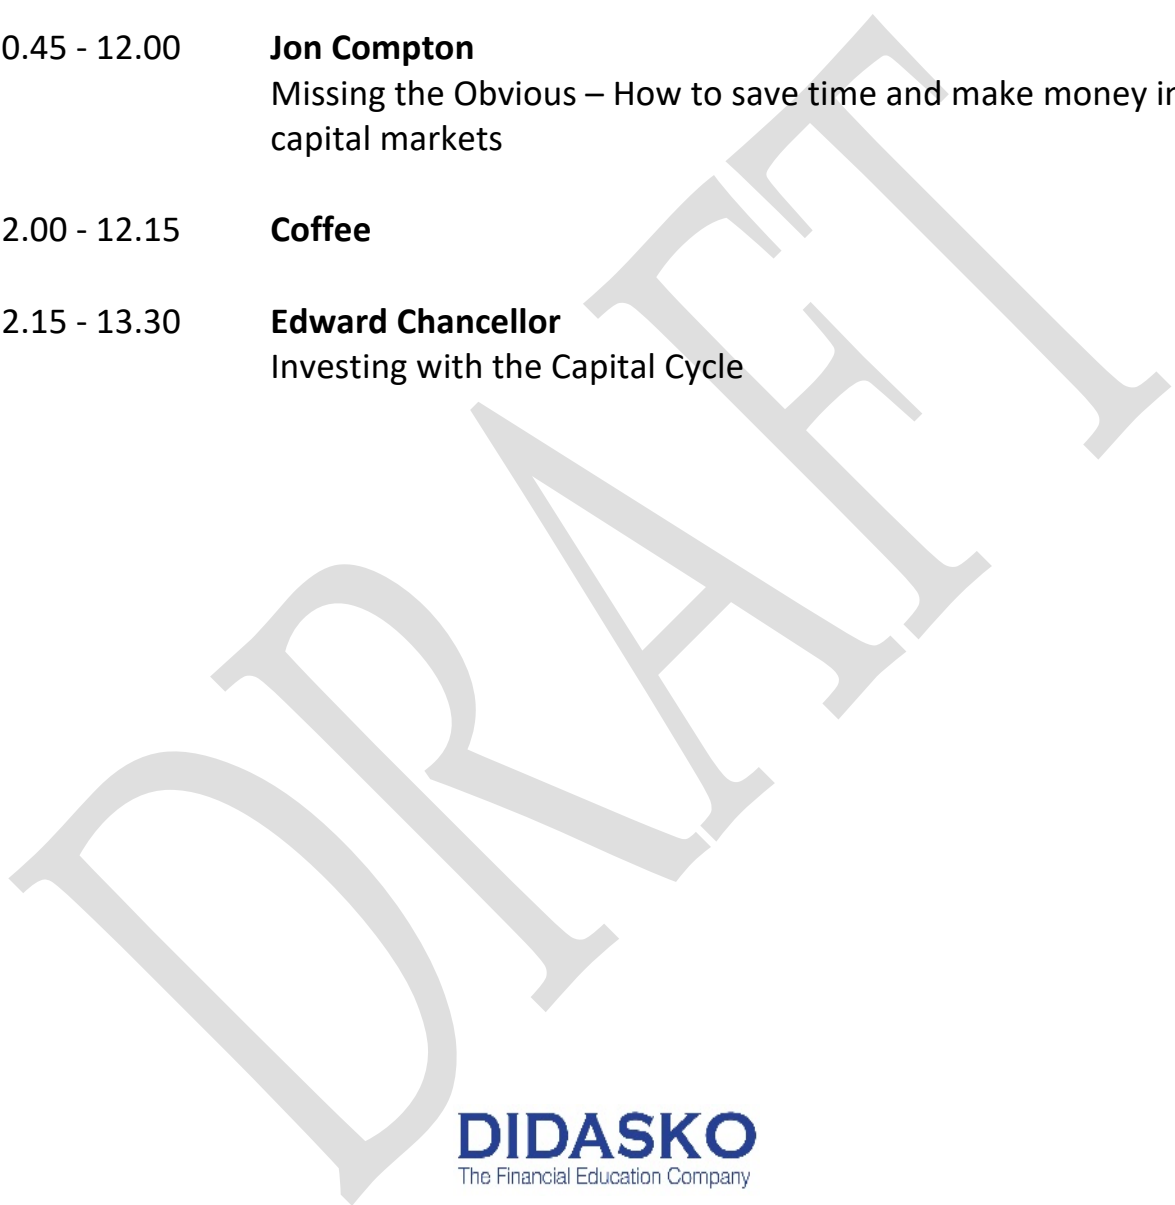 0.45 - 12.00 Jon Compton
Missing the Obvious – How to save time and make money in
capital markets
2.00 - 12.15 Coffee
2.15 - 13.30 Edward Chancellor
Investing with the Capital Cycle
DRAFT
DIDASKO
The Financial Education Company